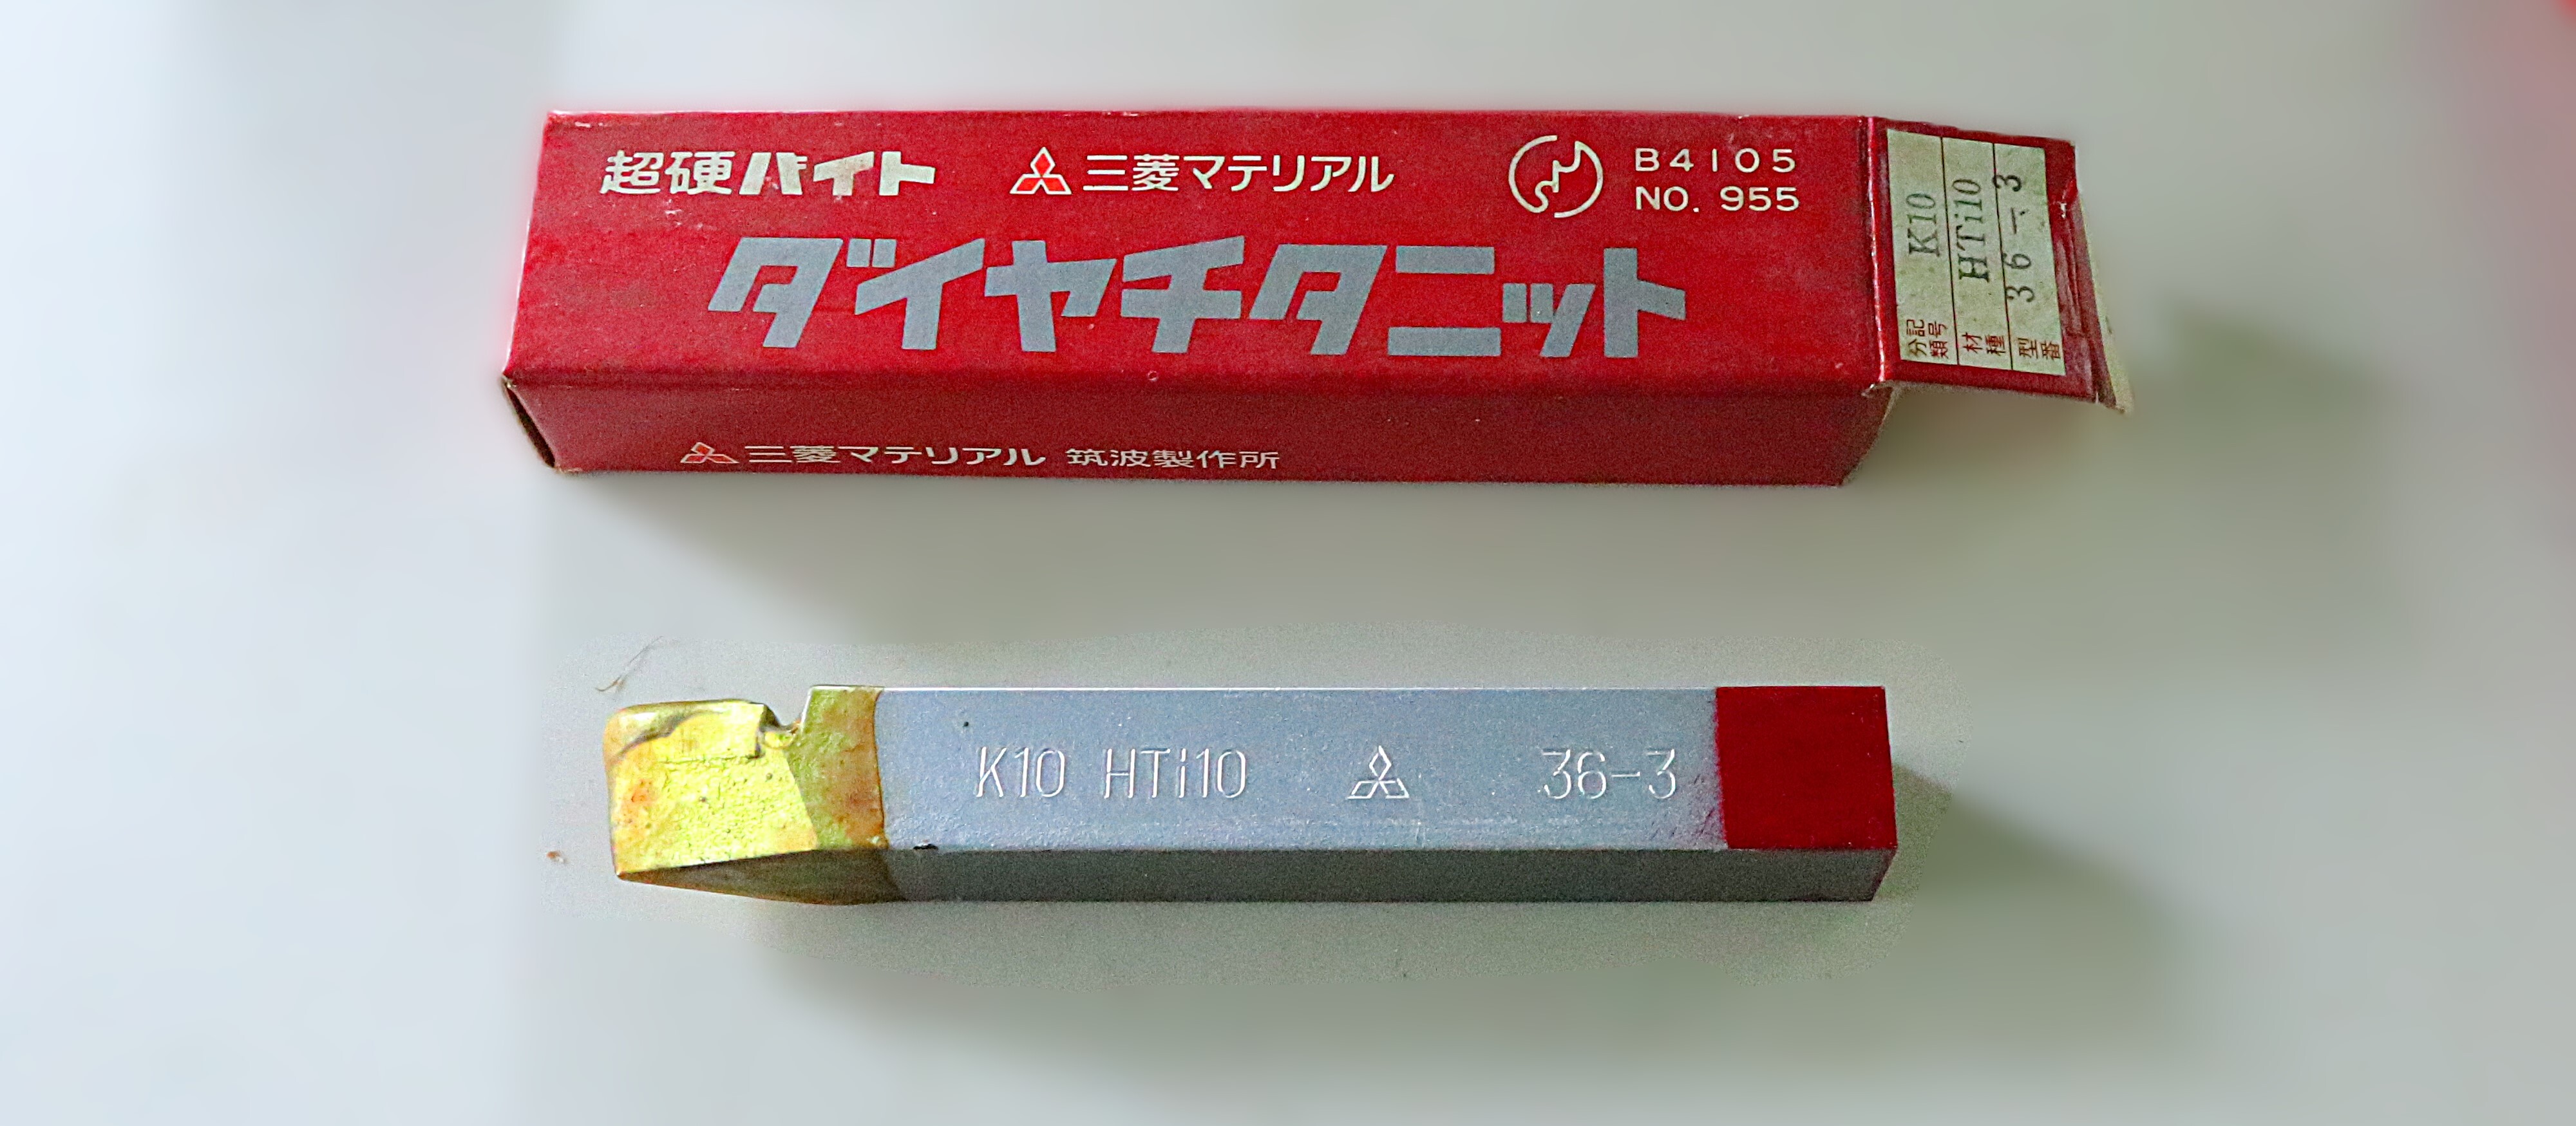 超硬バイト 三菱マテリアル B4105
NO. 955
ダイヤチタニット
三菱マテリアル 筑波製作所
分類記号 K10
材種 HTi10
型番 36-3
K10 HTi10 36-3